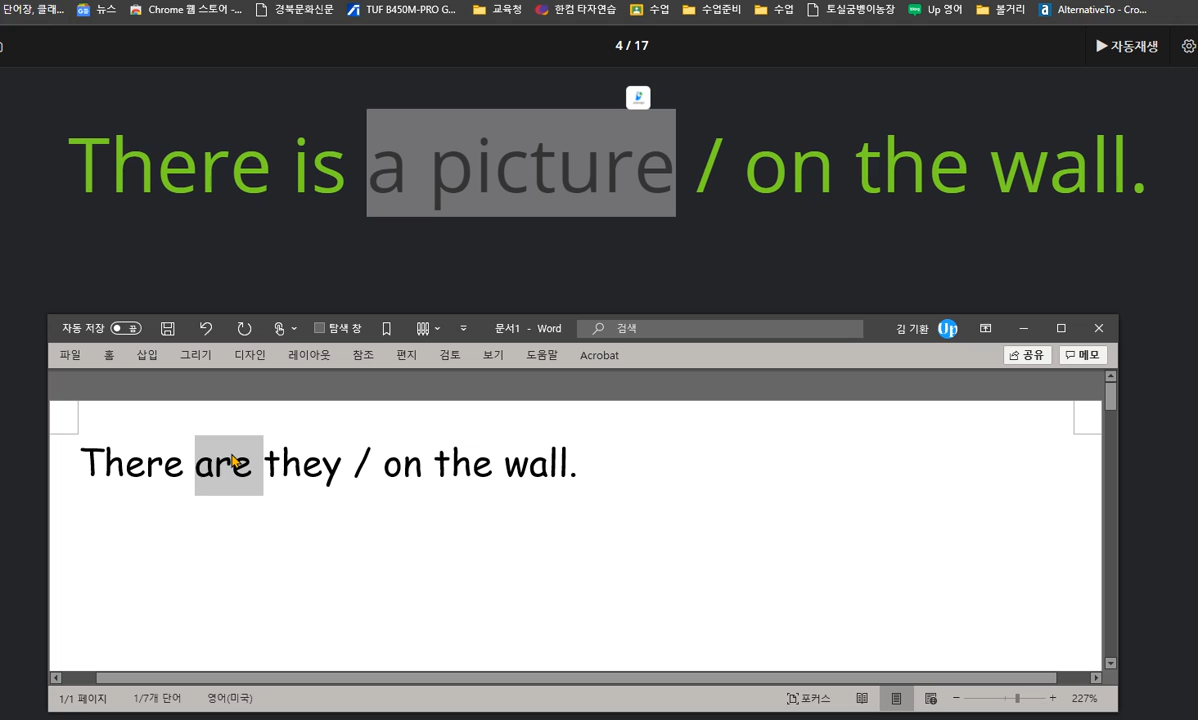 단어장, 클래... 뉴스 Chrome 웹 스토어 -... 경북문화신문 TUF B450M-PRO G... 교육청 한컴 타자연습 수업 수업준비 수업 토실굼벵이농장 Up 영어 볼거리 AlternativeTo - Cro...
4 / 17 ▶자동재생
There is a picture / on the wall.
자동 저장 끔 탐색 창 문서1 - Word 검색 김 기환 Up
파일 홈 삽입 그리기 디자인 레이아웃 참조 편지 검토 보기 도움말 Acrobat 공유 메모
There are they / on the wall.
1/1 페이지 1/7개 단어 영어(미국) 포커스 227%